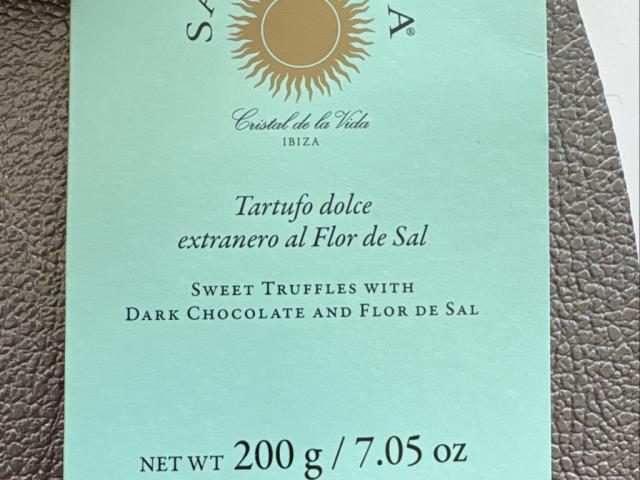 Cristal de la Vida
IBIZA
Tartufo dolce
extranero al Flor de Sal
SWEET TRUFFLES WITH
DARK CHOCOLATE AND FLOR DE SAL
NET WT 200 g / 7.05 oz